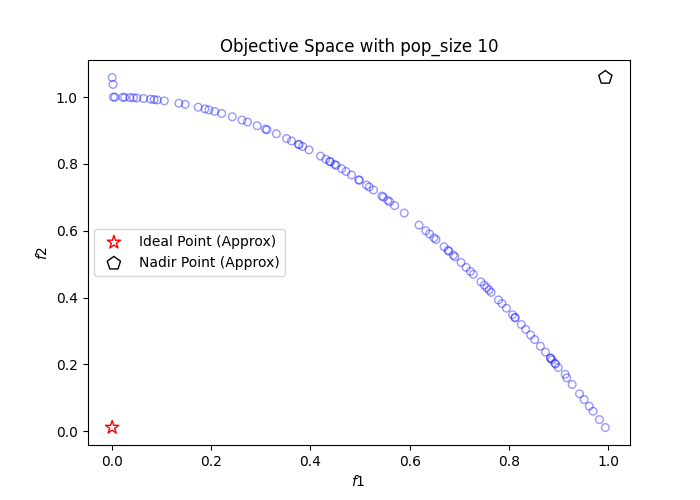 Objective Space with pop_size 10
f2
1.0
0.8
0.6
0.4
0.2
0.0
Ideal Point (Approx)
Nadir Point (Approx)
0.0 0.2 0.4 0.6 0.8 1.0
f1